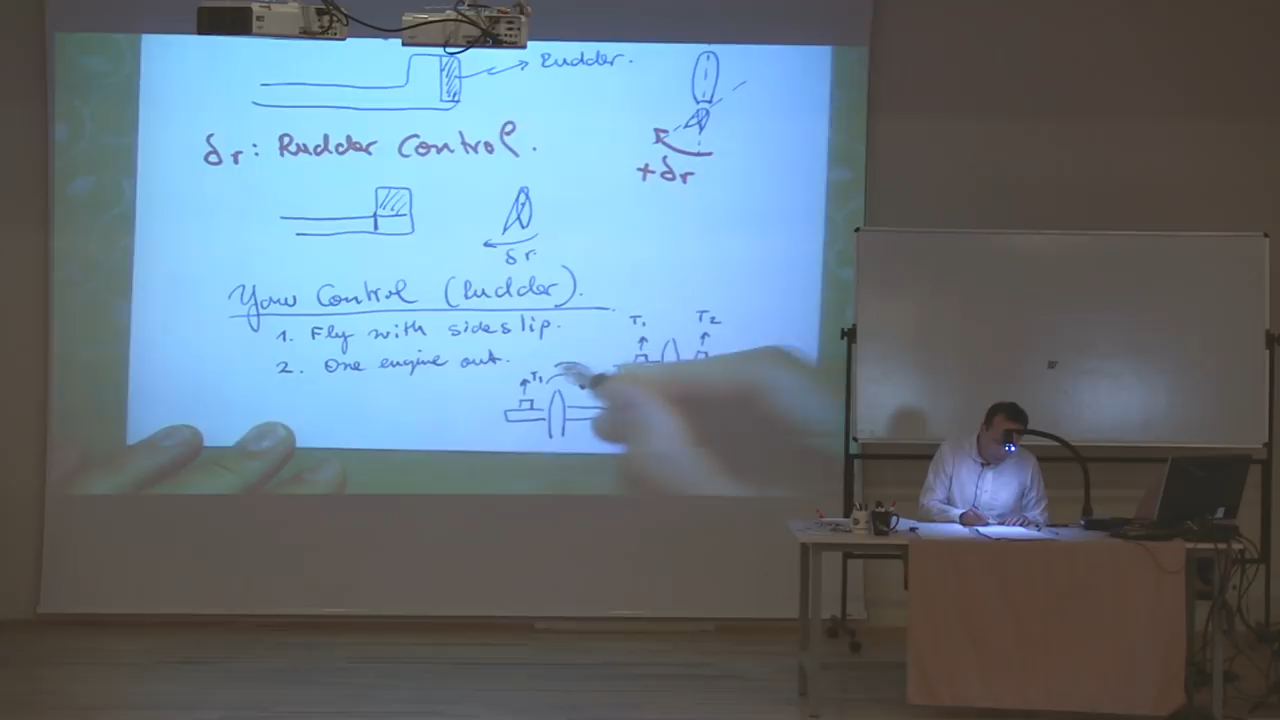 Rudder.
δr: Rudder Control.
+δr
δr
Yaw Control (Rudder).
1. Fly with sideslip.
2. One engine out.
T1 T2
T1